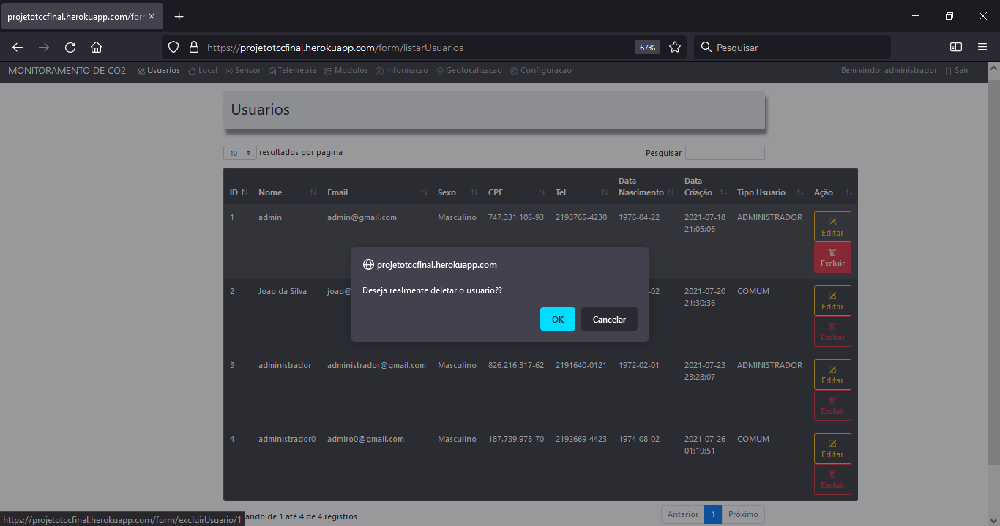 projetotccfinal.herokuapp.com/form
https://projetotccfinal.herokuapp.com/form/listarUsuarios
67%
Pesquisar
MONITORAMENTO DE CO2 Usuarios Local Sensor Telemetria Modulos Informacao Geolocalizacao Configuracao Bem vindo: administrador Sair
Usuarios
10 resultados por página
Pesquisar
ID Nome Email Sexo CPF Tel Data Nascimento Data Criação Tipo Usuario Ação
1 admin admin@gmail.com Masculino 747.331.106-93 2198765-4230 1976-04-22 2021-07-18 ADMINISTRADOR
21:05:06
Editar
Excluir
projetotccfinal.herokuapp.com
Deseja realmente deletar o usuario??
OK Cancelar
2 Joao da Silva joao@ -02 2021-07-20 COMUM
21:30:36
Editar
Excluir
3 administrador administrador@gmail.com Masculino 826.216.317-62 2191640-0121 1972-02-01 2021-07-23 ADMINISTRADOR
23:28:07
Editar
Excluir
4 administrador0 admiro0@gmail.com Masculino 187.739.978-70 2192669-4423 1974-08-02 2021-07-26 COMUM
01:19:51
Editar
Excluir
https://projetotccfinal.herokuapp.com/form/excluirUsuario/1
ando de 1 até 4 de 4 registros
Anterior 1 Próximo